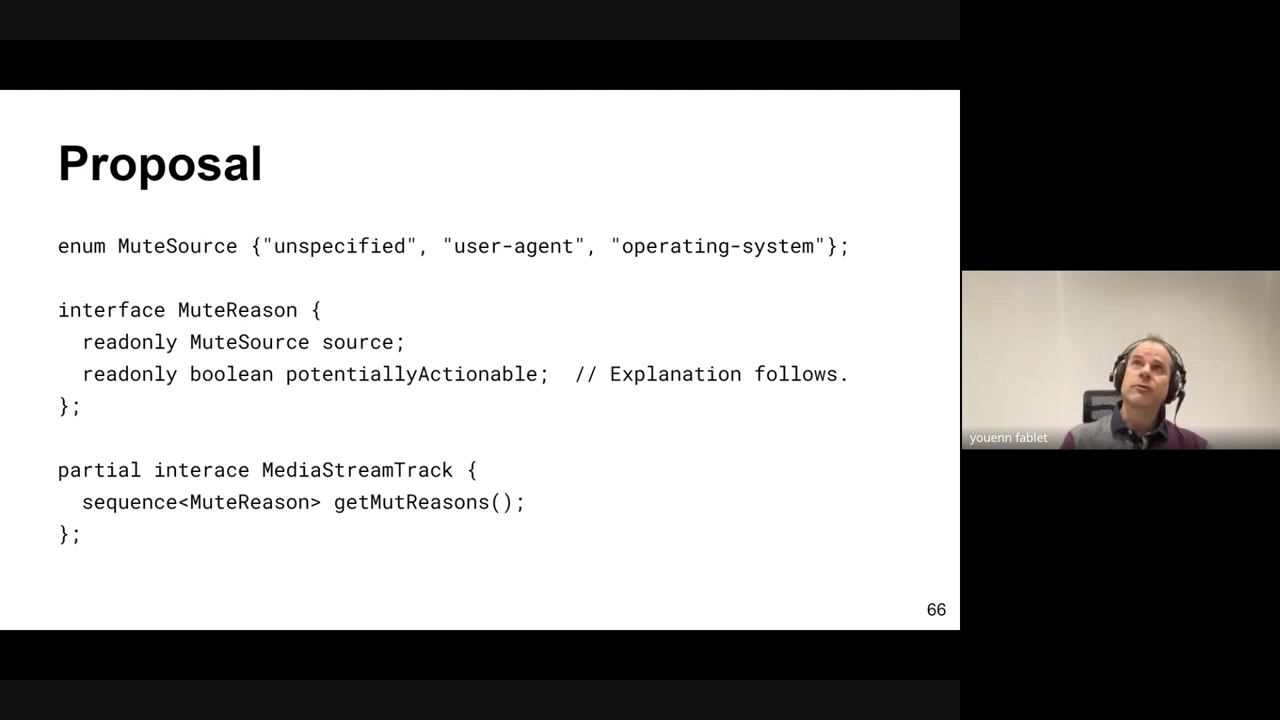 Proposal
enum MuteSource {"unspecified", "user-agent", "operating-system"};
interface MuteReason {
readonly MuteSource source;
readonly boolean potentiallyActionable;  // Explanation follows.
};
partial interace MediaStreamTrack {
sequence<MuteReason> getMutReasons();
};
66
youenn fablet